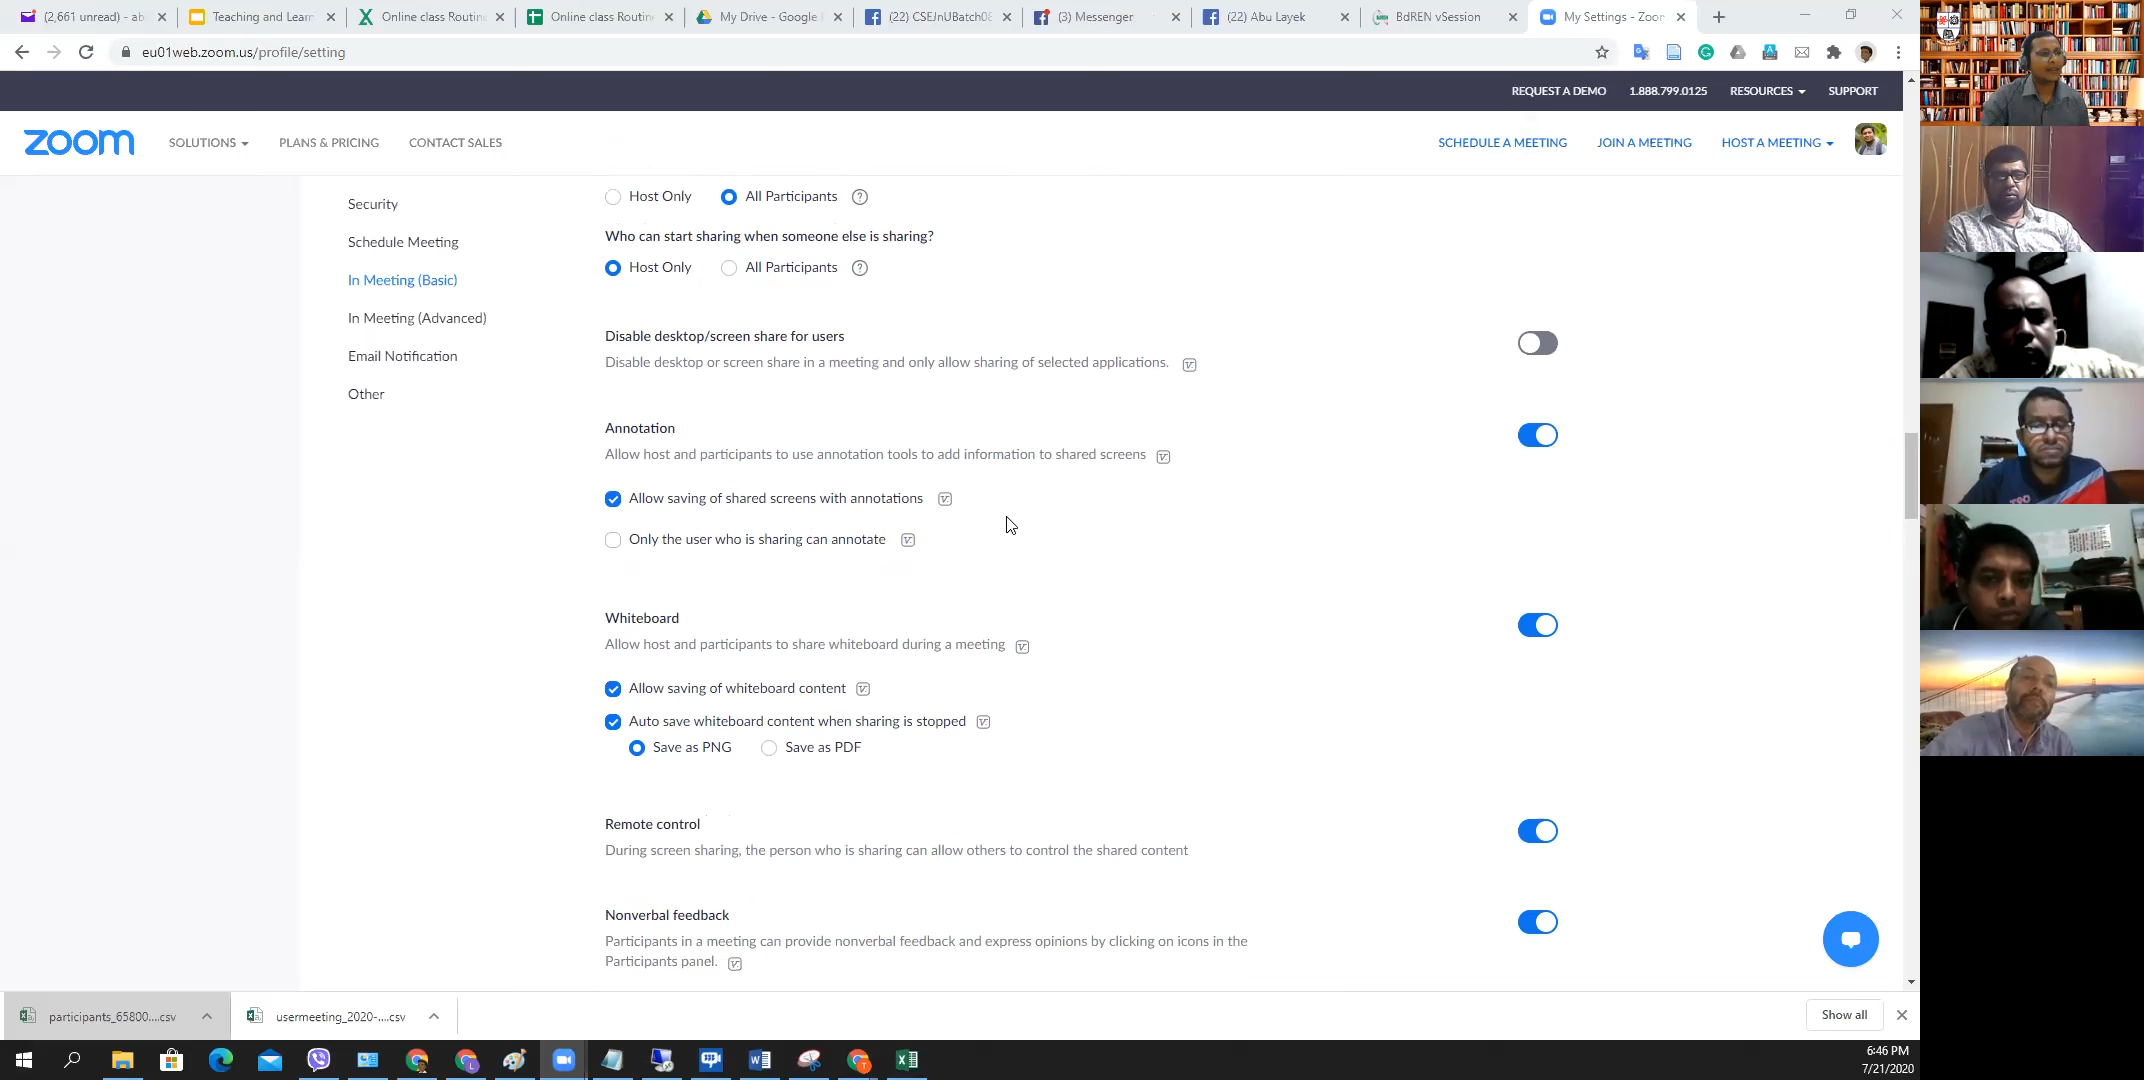 (2,661 unread) - ab
Teaching and Learn
Online class Routin
Online class Routin
My Drive - Google
(22) CSEJnUBatch08
(3) Messenger
(22) Abu Layek
BdREN vSession
My Settings - Zoom
eu01web.zoom.us/profile/setting
REQUEST A DEMO 1.888.799.0125 RESOURCES SUPPORT
zoom SOLUTIONS PLANS & PRICING CONTACT SALES SCHEDULE A MEETING JOIN A MEETING HOST A MEETING
Security
Schedule Meeting
In Meeting (Basic)
In Meeting (Advanced)
Email Notification
Other
Host Only All Participants
Who can start sharing when someone else is sharing?
Host Only All Participants
Disable desktop/screen share for users
Disable desktop or screen share in a meeting and only allow sharing of selected applications.
Annotation
Allow host and participants to use annotation tools to add information to shared screens
Allow saving of shared screens with annotations
Only the user who is sharing can annotate
Whiteboard
Allow host and participants to share whiteboard during a meeting
Allow saving of whiteboard content
Auto save whiteboard content when sharing is stopped
Save as PNG Save as PDF
Remote control
During screen sharing, the person who is sharing can allow others to control the shared content
Nonverbal feedback
Participants in a meeting can provide nonverbal feedback and express opinions by clicking on icons in the
Participants panel.
participants_65800....csv usermeeting_2020-....csv Show all
6:46 PM
7/21/2020